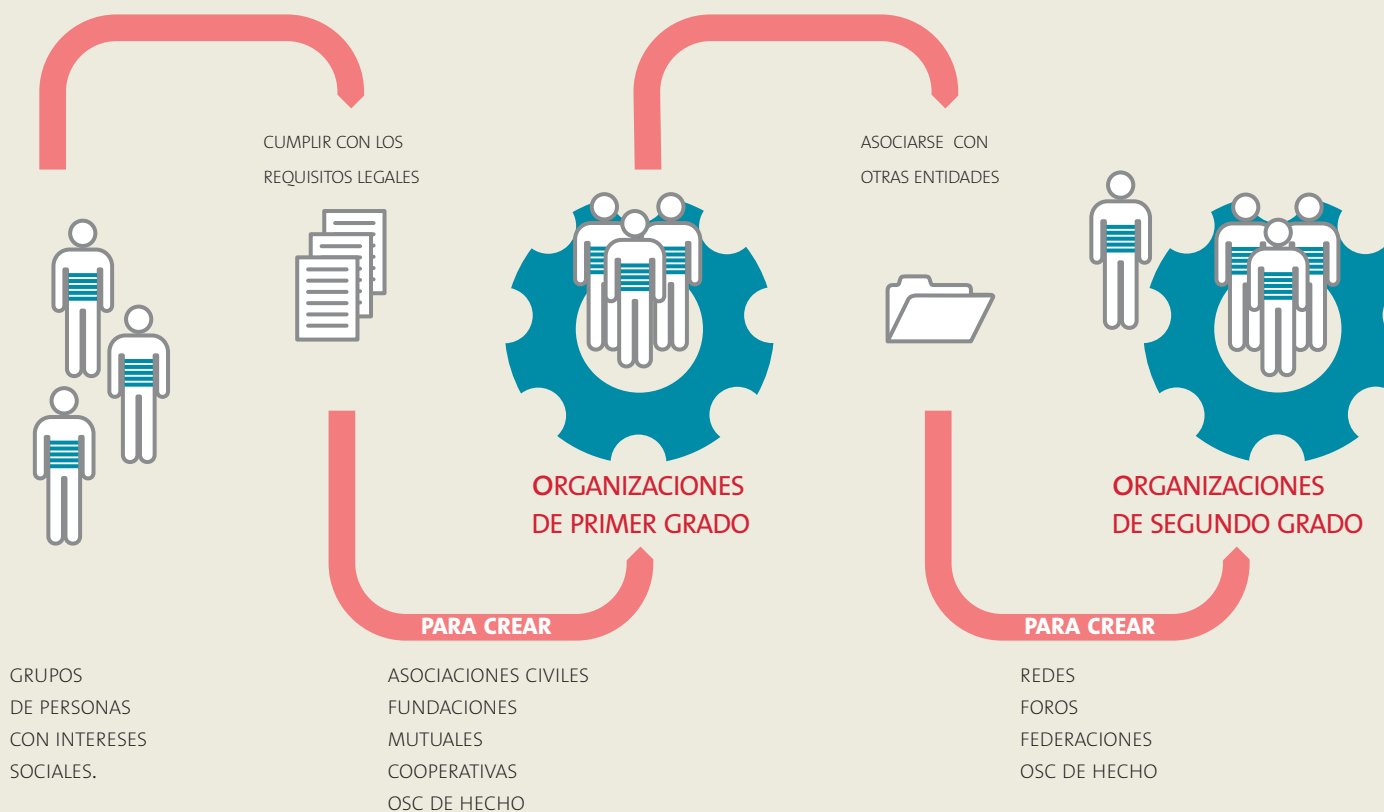 CUMPLIR CON LOS
REQUISITOS LEGALES
ASOCIARSE CON
OTRAS ENTIDADES
ORGANIZACIONES
DE PRIMER GRADO
ORGANIZACIONES
DE SEGUNDO GRADO
PARA CREAR
PARA CREAR
GRUPOS
DE PERSONAS
CON INTERESES
SOCIALES.
ASOCIACIONES CIVILES
FUNDACIONES
MUTUALES
COOPERATIVAS
OSC DE HECHO
REDES
FOROS
FEDERACIONES
OSC DE HECHO